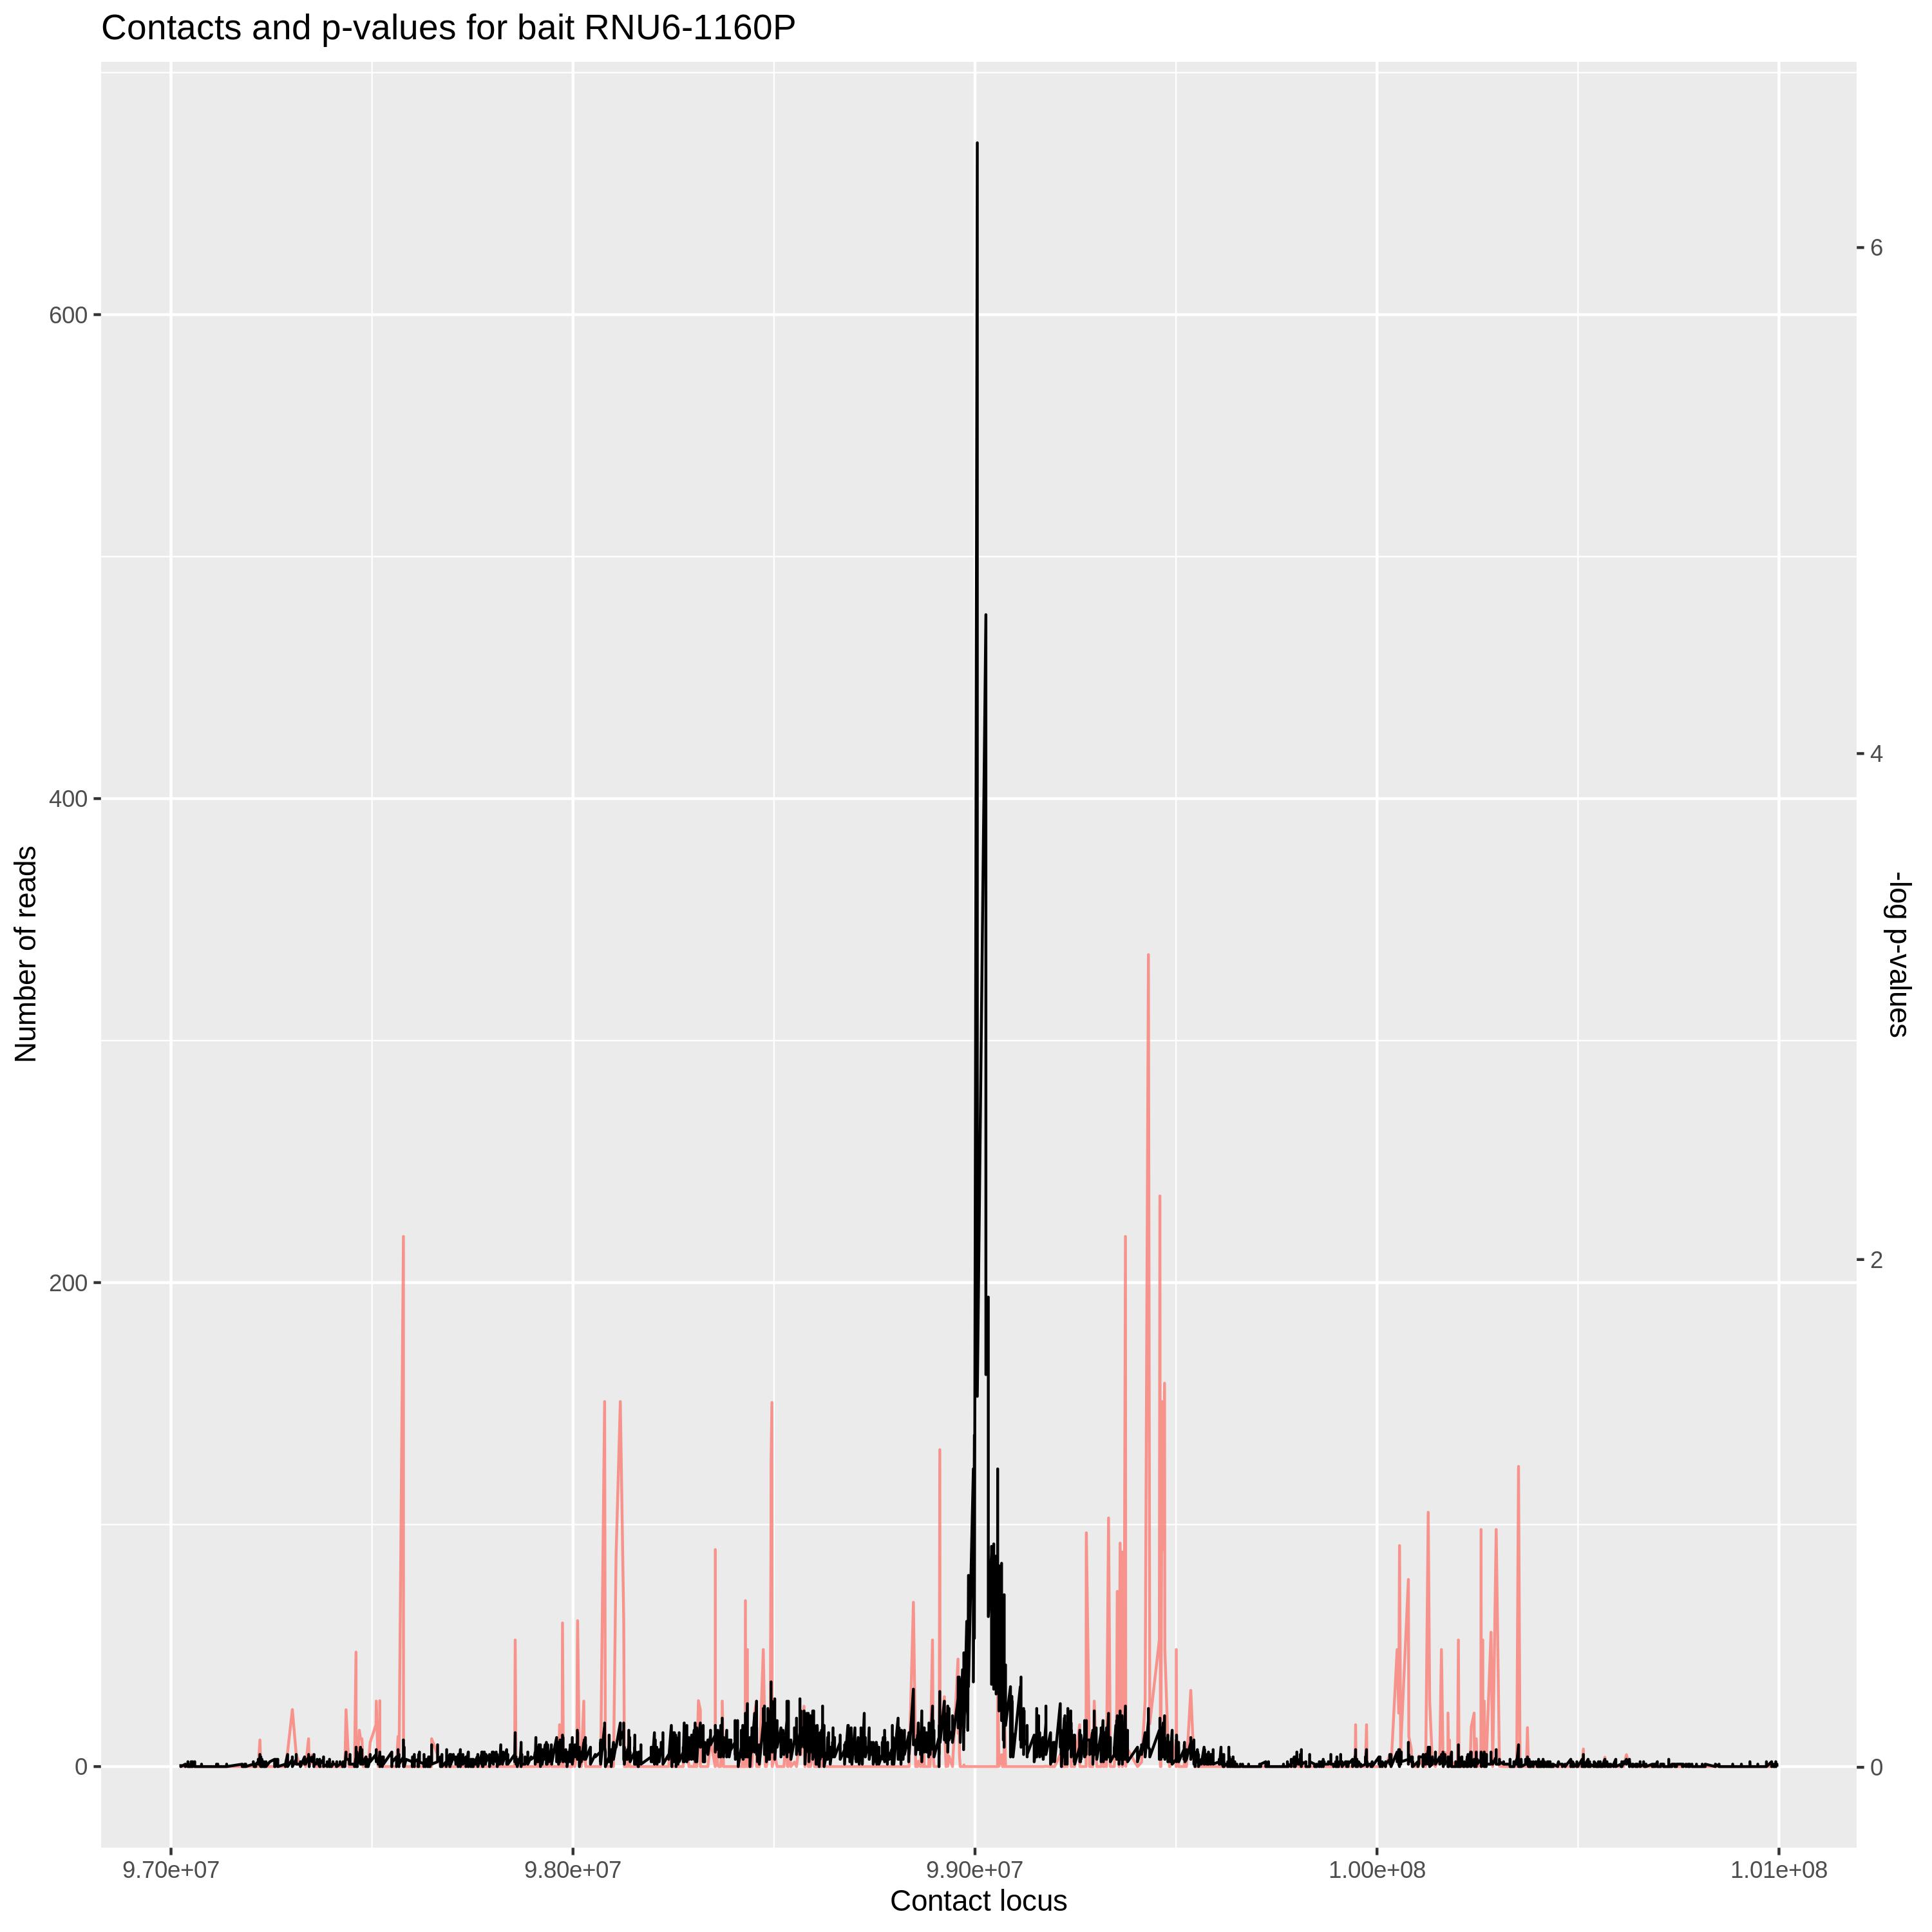 Contacts and p-values for bait RNU6-1160P
600
400
200
0
6
4
2
0
Number of reads
-log p-values
9.70e+07 9.80e+07 9.90e+07 1.00e+08 1.01e+08
Contact locus